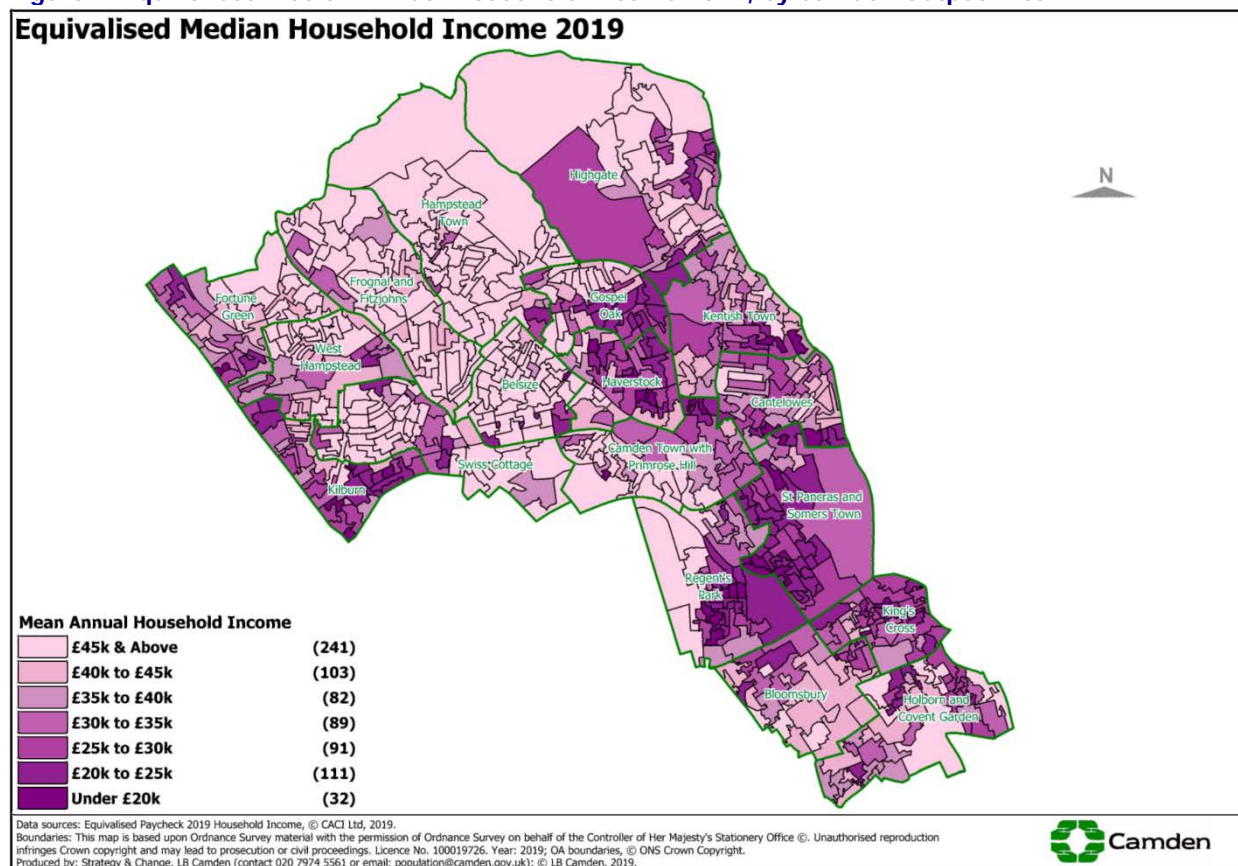 Equivalised Median Household Income 2019
N
Highgate
Hampstead
Town
Fortune
Green
Frognal and
Fitzjohns
Gospel
Oak
Kentish Town
West
Hampstead
Belsize
Haverstock
Cantelowes
Camden Town with
Primrose Hill
Swiss Cottage
Kilburn
St Pancras and
Somers Town
Regent's
Park
King's
Cross
Bloomsbury
Holborn and
Covent Garden
Mean Annual Household Income
£45k & Above (241)
£40k to £45k (103)
£35k to £40k (82)
£30k to £35k (89)
£25k to £30k (91)
£20k to £25k (111)
Under £20k (32)
Data sources: Equivalised Paycheck 2019 Household Income, © CACI Ltd, 2019.
Boundaries: This map is based upon Ordnance Survey material with the permission of Ordnance Survey on behalf of the Controller of Her Majesty's Stationery Office ©. Unauthorised reproduction
infringes Crown copyright and may lead to prosecution or civil proceedings. Licence No. 100019726. Year: 2019; OA boundaries, © ONS Crown Copyright.
Produced by: Strategy & Change, LB Camden (contact 020 7974 5561 or email: population@camden.gov.uk); © LB Camden, 2019.
Camden